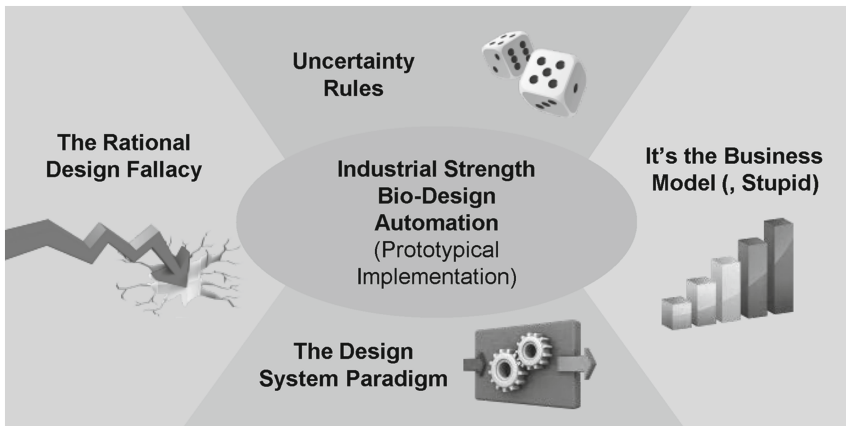 Uncertainty
Rules
The Rational
Design Fallacy
Industrial Strength
Bio-Design
Automation
(Prototypical
Implementation)
It's the Business
Model (, Stupid)
The Design
System Paradigm